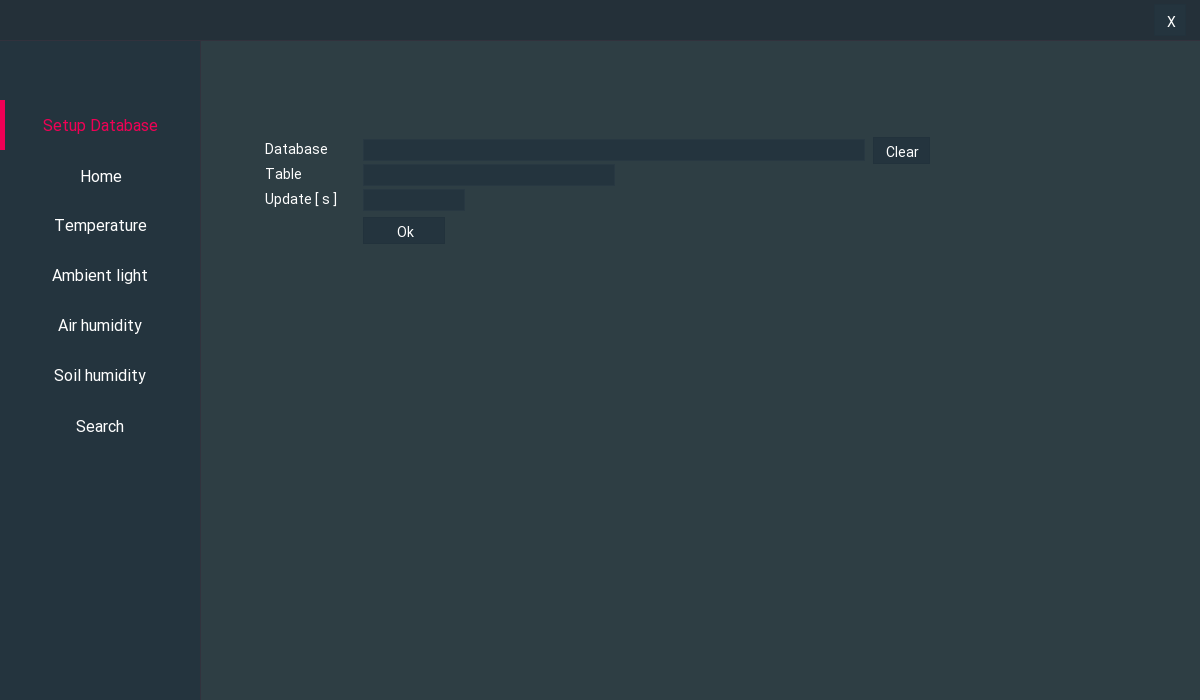 X
Setup Database
Home
Temperature
Ambient light
Air humidity
Soil humidity
Search
Database
Clear
Table
Update [ s ]
Ok